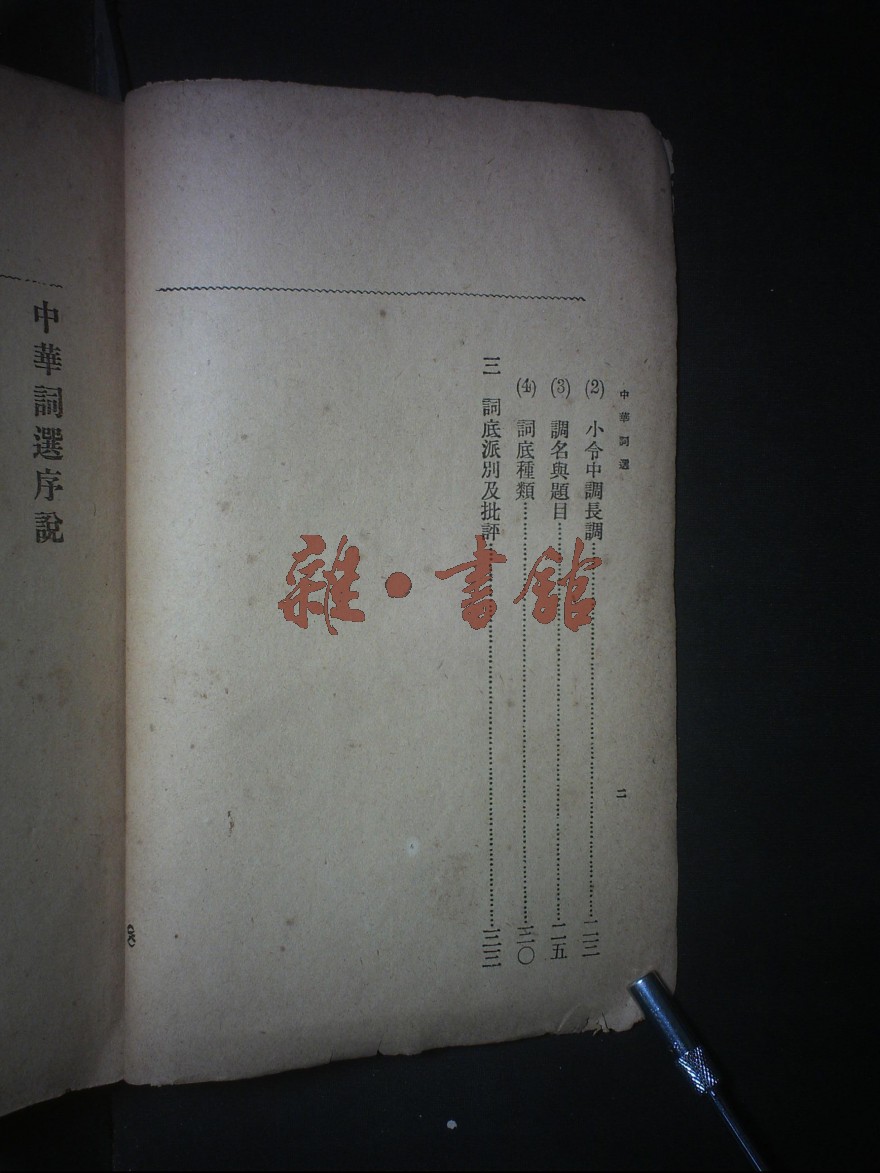 中華詞選
二
(2) 小令中調長調……二三
(3) 調名與題目……二五
(4) 詞底種類……三〇
三 詞底派別及批評……三三
中華詞選序說
雜·書館